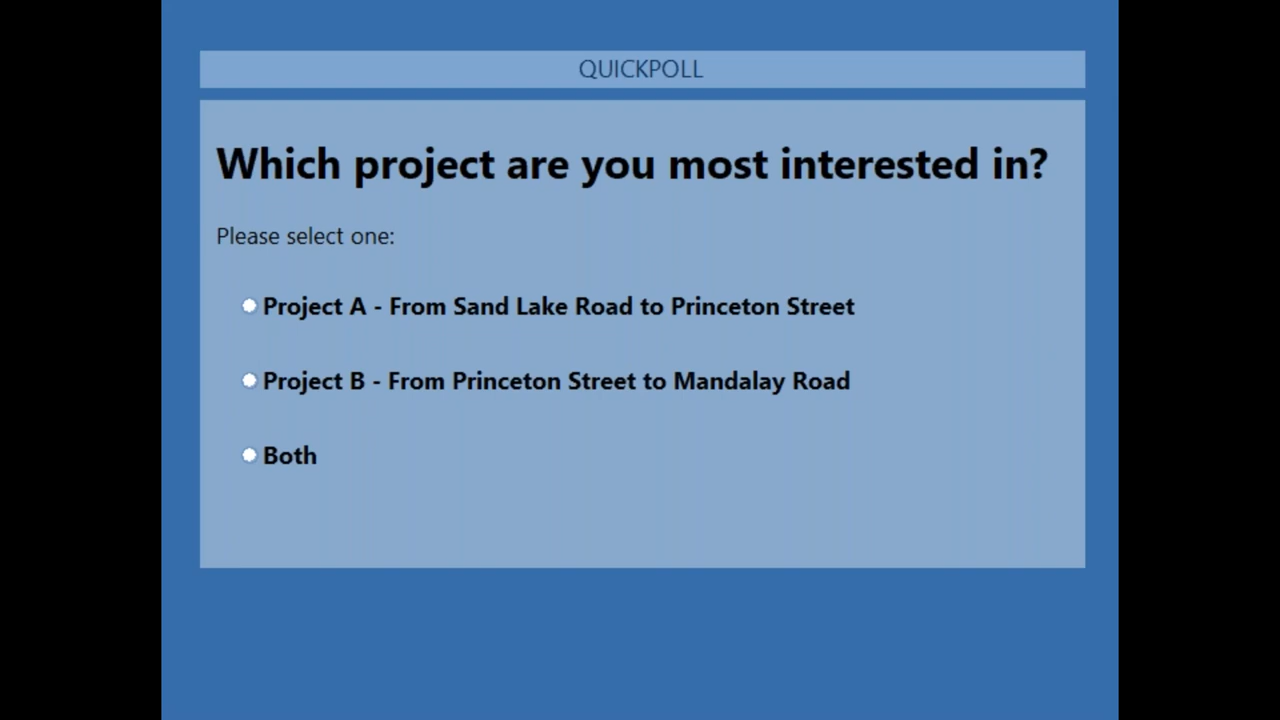 QUICKPOLL
Which project are you most interested in?
Please select one:
Project A - From Sand Lake Road to Princeton Street
Project B - From Princeton Street to Mandalay Road
Both